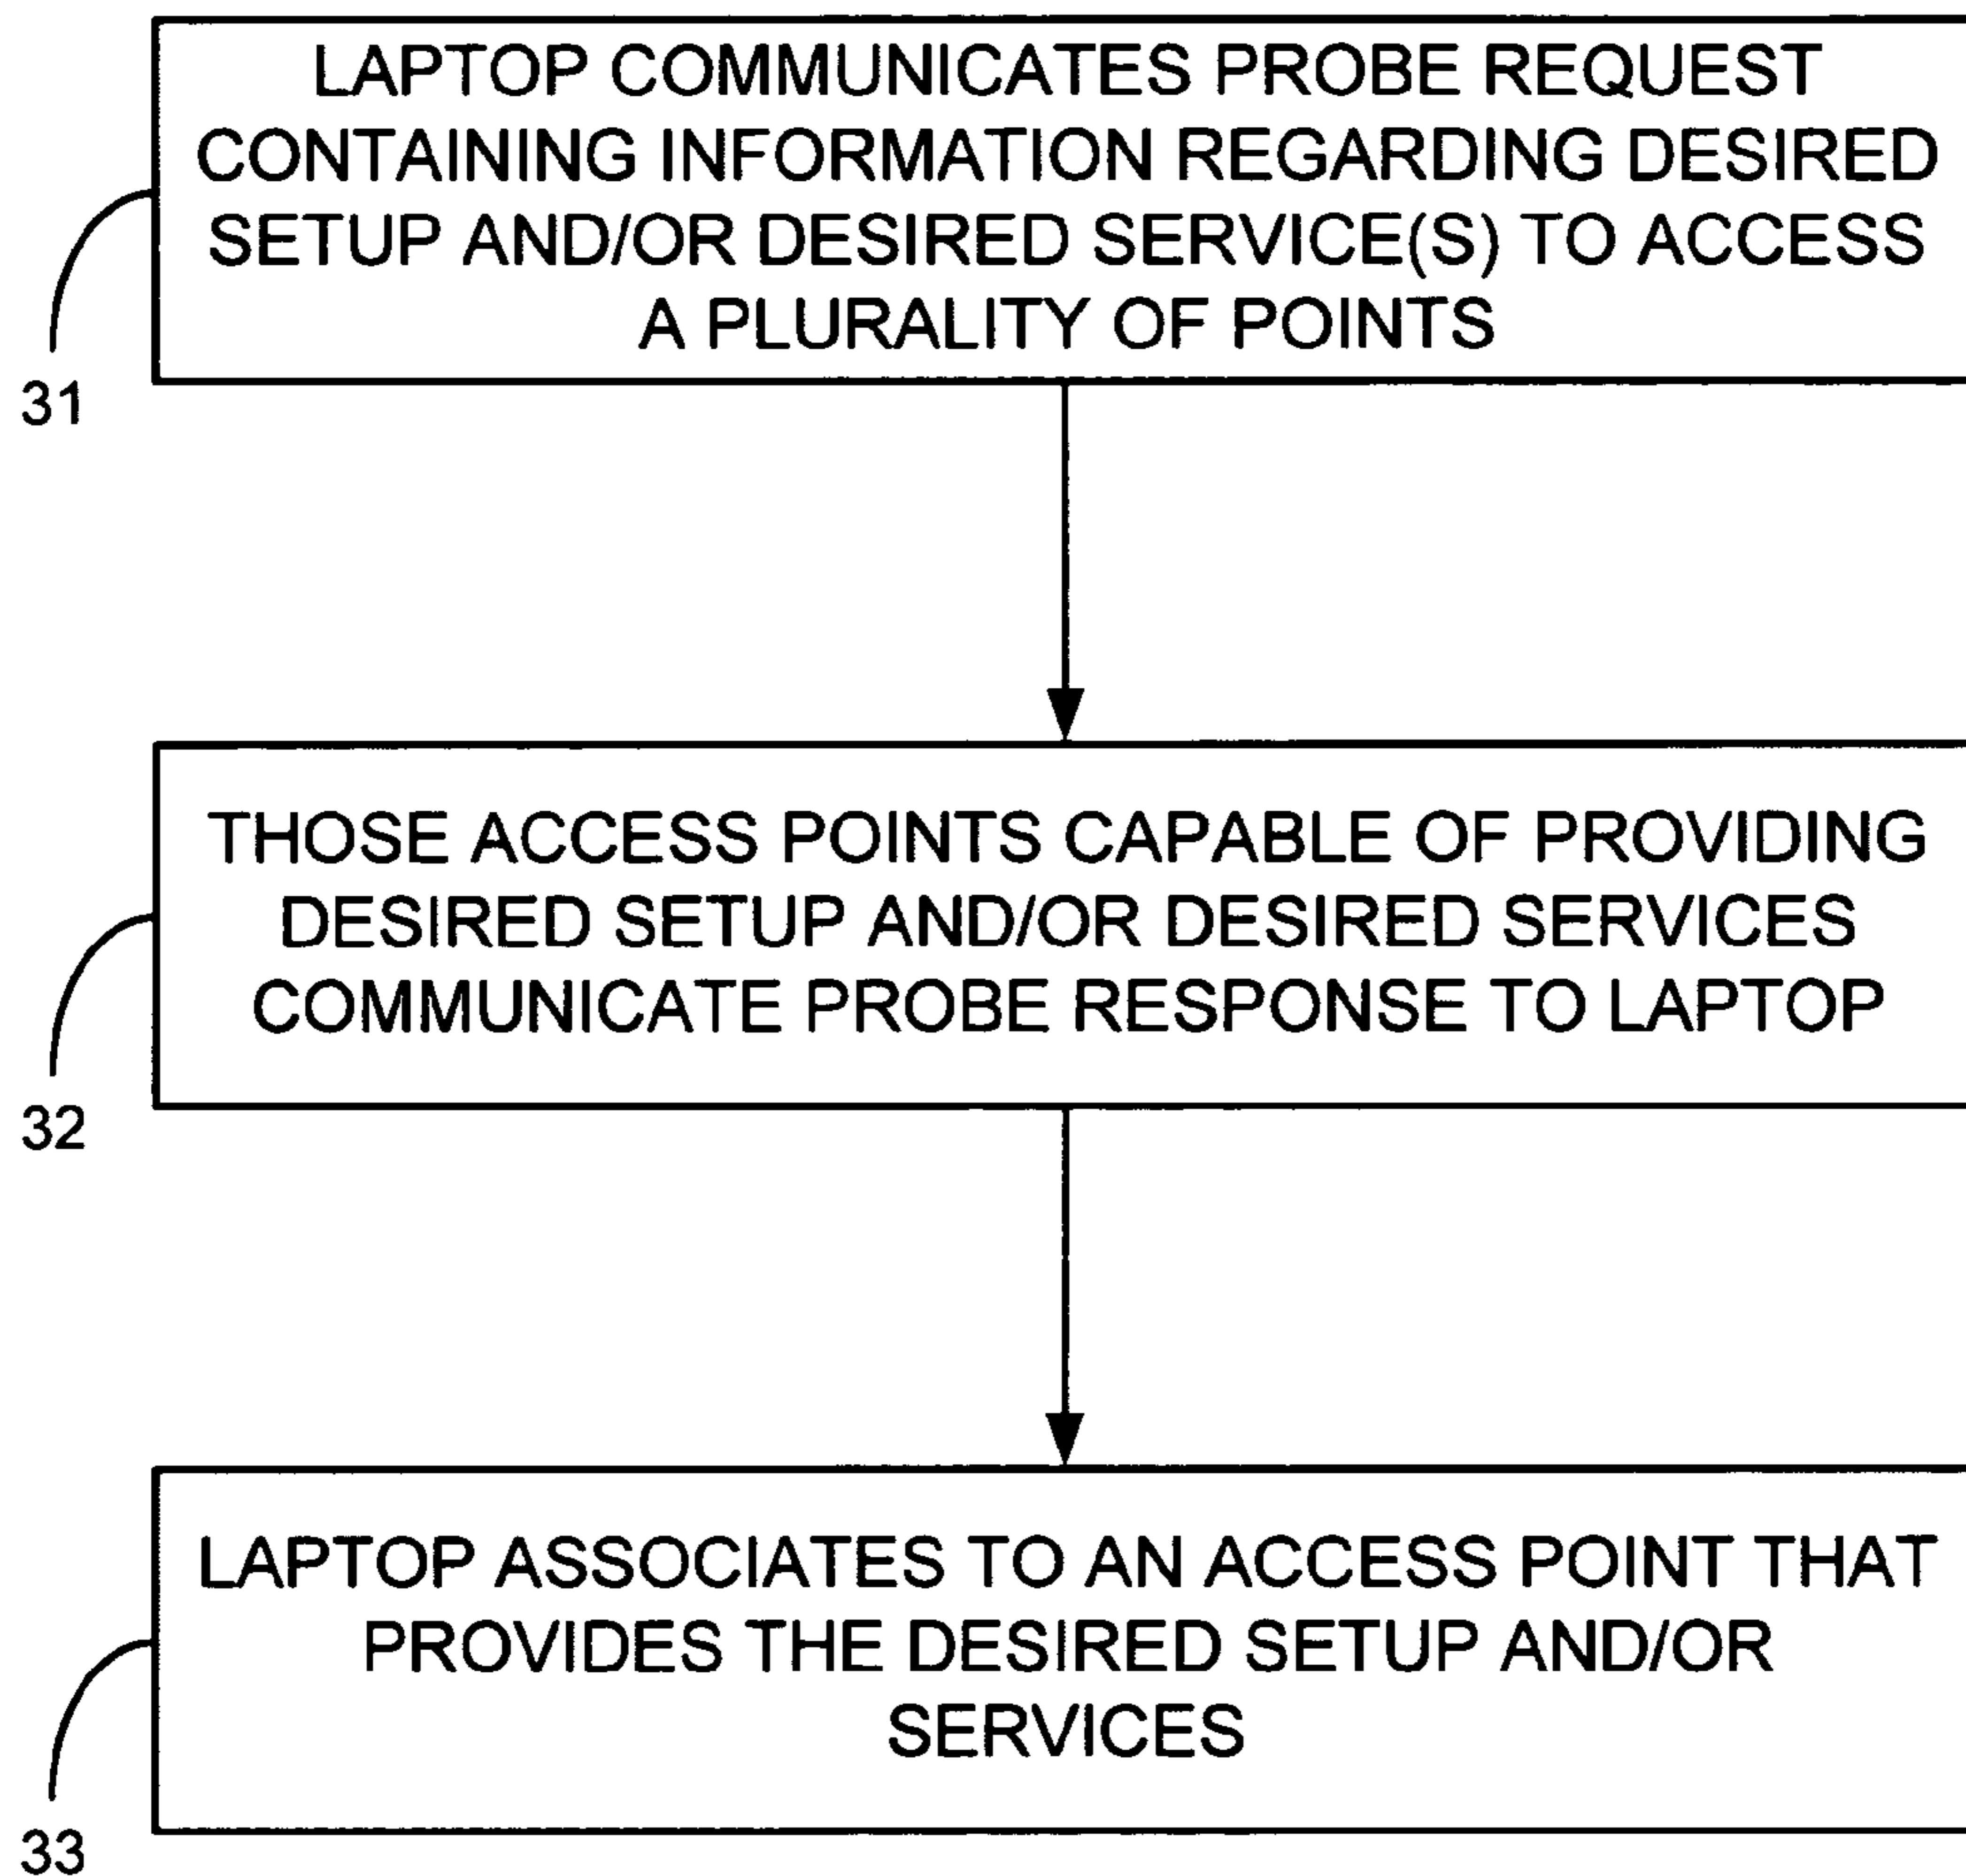 LAPTOP COMMUNICATES PROBE REQUEST
CONTAINING INFORMATION REGARDING DESIRED
SETUP AND/OR DESIRED SERVICE(S) TO ACCESS
A PLURALITY OF POINTS
31
THOSE ACCESS POINTS CAPABLE OF PROVIDING
DESIRED SETUP AND/OR DESIRED SERVICES
COMMUNICATE PROBE RESPONSE TO LAPTOP
32
LAPTOP ASSOCIATES TO AN ACCESS POINT THAT
PROVIDES THE DESIRED SETUP AND/OR
SERVICES
33